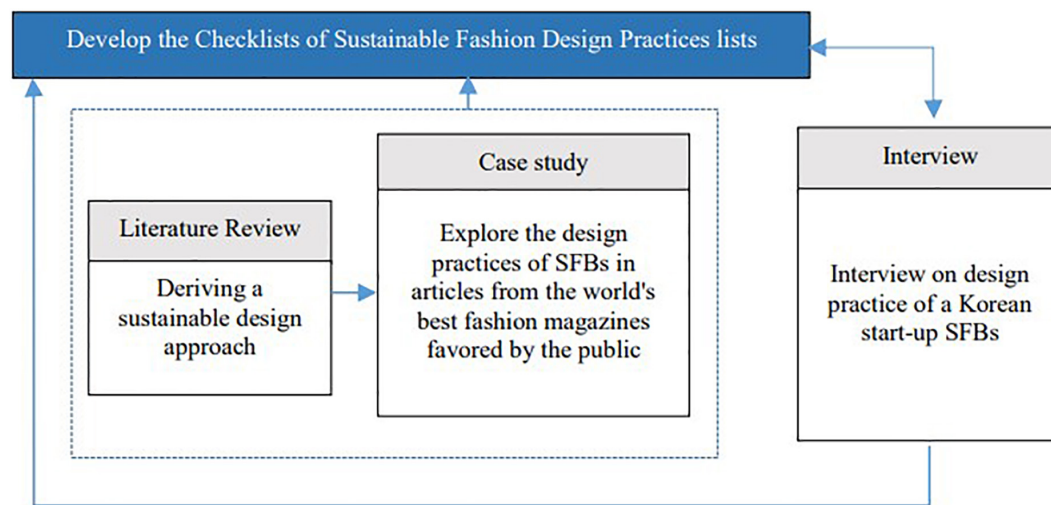 Develop the Checklists of Sustainable Fashion Design Practices lists
Literature Review
Deriving a
sustainable design
approach
Case study
Explore the design
practices of SFBs in
articles from the world's
best fashion magazines
favored by the public
Interview
Interview on design
practice of a Korean
start-up SFBs